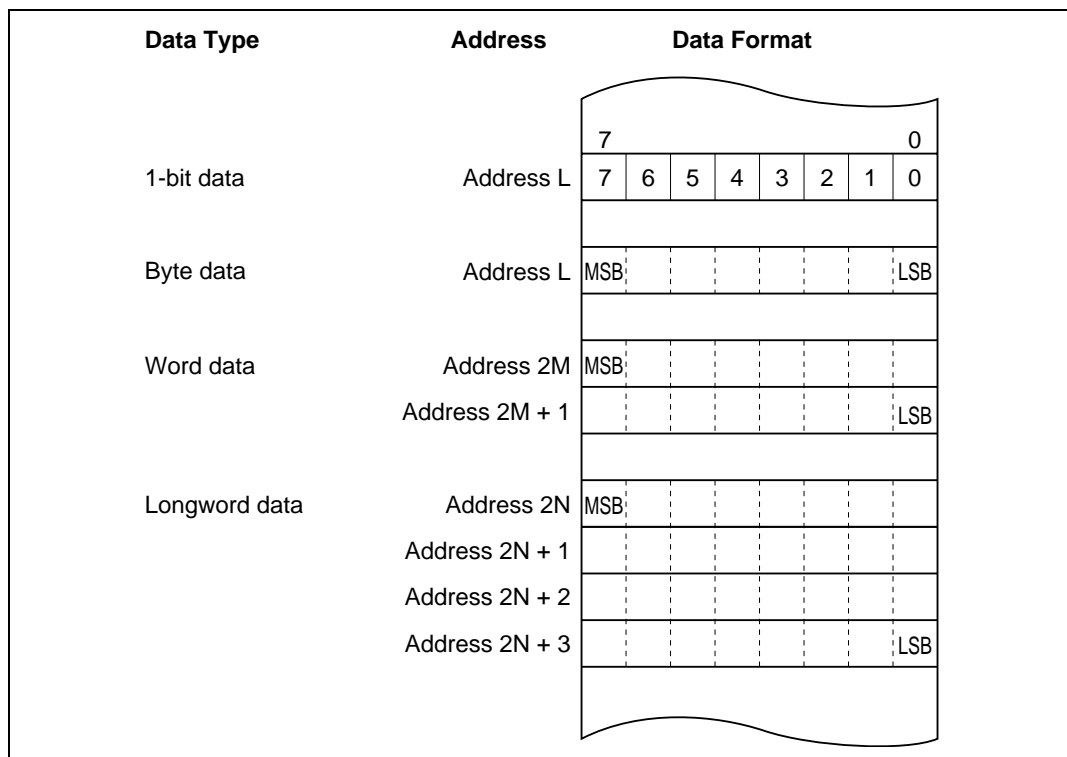 Data Type Address Data Format
7 0
1-bit data Address L 7 6 5 4 3 2 1 0
Byte data Address L MSB LSB
Word data Address 2M MSB
Address 2M + 1 LSB
Longword data Address 2N MSB
Address 2N + 1
Address 2N + 2
Address 2N + 3 LSB